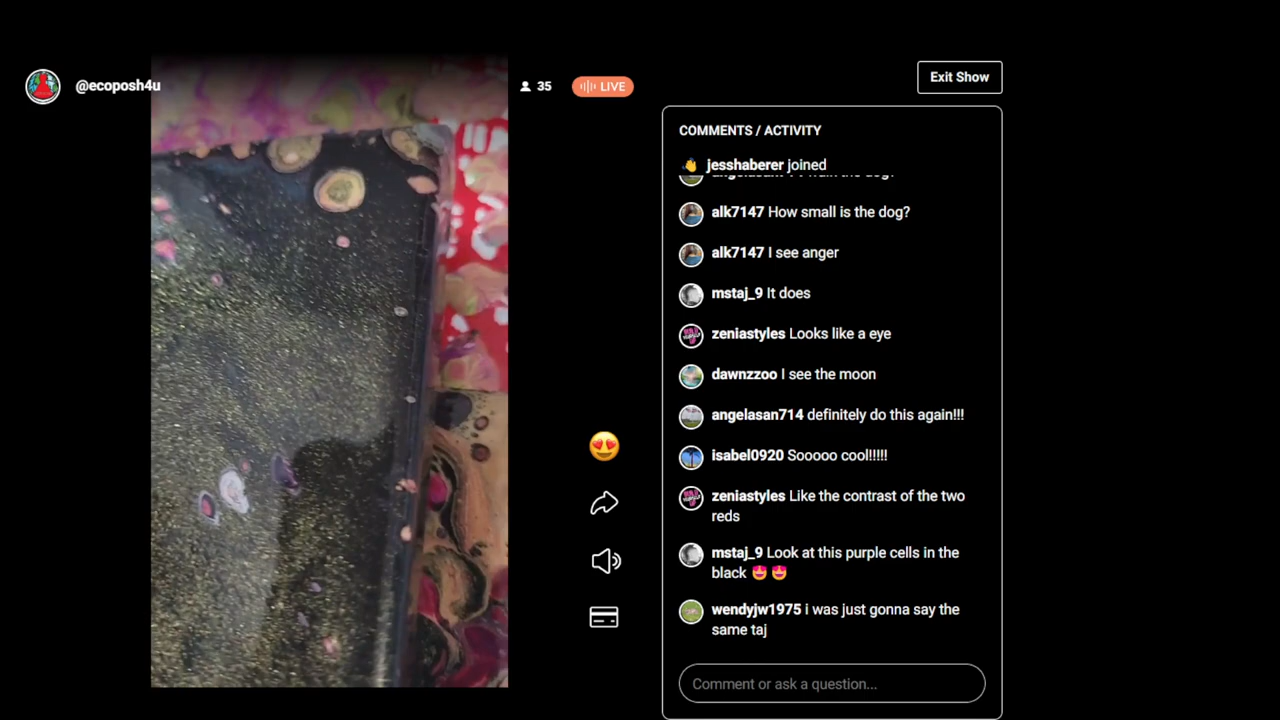 @ecoposh4u
35
LIVE
Exit Show
COMMENTS / ACTIVITY
👋 jesshaberer joined
alk7147 How small is the dog?
alk7147 I see anger
mstaj_9 It does
zeniastyles Looks like a eye
dawnzzoo I see the moon
angelasan714 definitely do this again!!!
isabel0920 Sooooo cool!!!!!
zeniastyles Like the contrast of the two
reds
mstaj_9 Look at this purple cells in the
black 🤩 🤩
wendyjw1975 i was just gonna say the
same taj
Comment or ask a question...